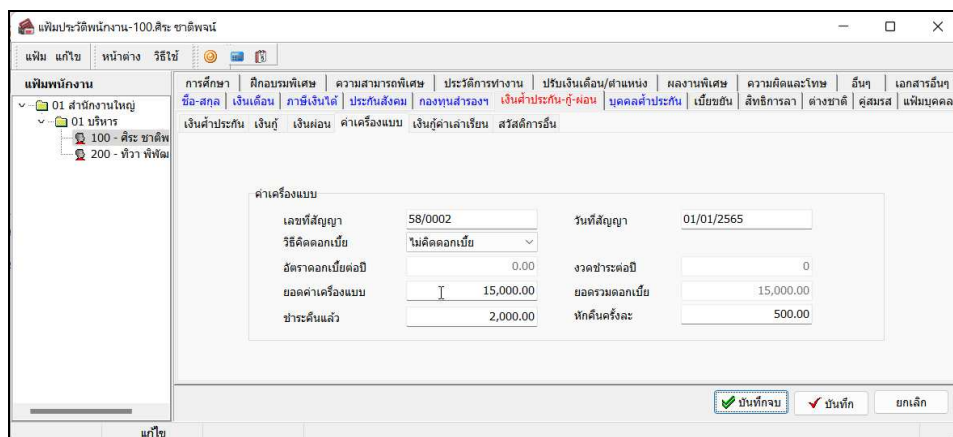 แฟ้มประวัติพนักงาน-100.ศิระ ชาติพจน์
แฟ้ม แก้ไข หน้าต่าง วิธีใช้
แฟ้มพนักงาน
การศึกษา ฝึกอบรมพิเศษ ความสามารถพิเศษ ประวัติการทำงาน ปรับเงินเดือน/ตำแหน่ง ผลงานพิเศษ ความผิดและโทษ อื่นๆ เอกสารอื่นๆ
ชื่อ-สกุล เงินเดือน ภาษีเงินได้ ประกันสังคม กองทุนสำรองฯ เงินค้ำประกัน-กู้-ผ่อน บุคคลค้ำประกัน เบี้ยขยัน สิทธิการลา ต่างชาติ คู่สมรส แฟ้มบุคคล
เงินค้ำประกัน เงินกู้ เงินผ่อน ค่าเครื่องแบบ เงินกู้ค่าเล่าเรียน สวัสดิการอื่น
01 สำนักงานใหญ่
01 บริหาร
100 - ศิระ ชาติพ
200 - ทิวา พิพัฒ
ค่าเครื่องแบบ
เลขที่สัญญา 58/0002 วันที่สัญญา 01/01/2565
วิธีคิดดอกเบี้ย ไม่คิดดอกเบี้ย
อัตราดอกเบี้ยต่อปี 0.00 งวดชำระต่อปี 0
ยอดค่าเครื่องแบบ 15,000.00 ยอดรวมดอกเบี้ย 15,000.00
ชำระคืนแล้ว 2,000.00 หักคืนครั้งละ 500.00
บันทึกจบ บันทึก ยกเลิก
แก้ไข